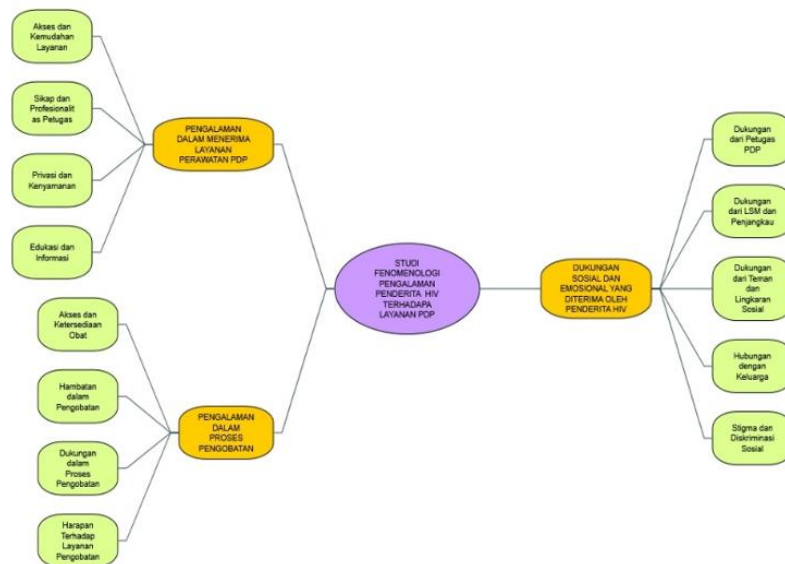 Akses dan
Kemudahan
Layanan
Sikap dan
Profesionalit
as Petugas
Privasi dan
Kenyamanan
Edukasi dan
Informasi
PENGALAMAN
DALAM MENERIMA
LAYANAN
PERAWATAN PDP
Akses dan
Ketersediaan
Obat
Hambatan
dalam
Pengobatan
Dukungan
dalam
Proses
Pengobatan
Harapan
Terhadap
Layanan
Pengobatan
PENGALAMAN
DALAM
PROSES
PENGOBATAN
STUDI
FENOMENOLOGI
PENGALAMAN
PENDERITA HIV
TERHADAPA
LAYANAN PDP
DUKUNGAN
SOSIAL DAN
EMOSIONAL YANG
DITERIMA OLEH
PENDERITA HIV
Dukungan
dari Petugas
PDP
Dukungan
dari LSM dan
Penjangkau
Dukungan
dari Teman
dan
Lingkaran
Sosial
Hubungan
dengan
Keluarga
Stigma dan
Diskriminasi
Sosial